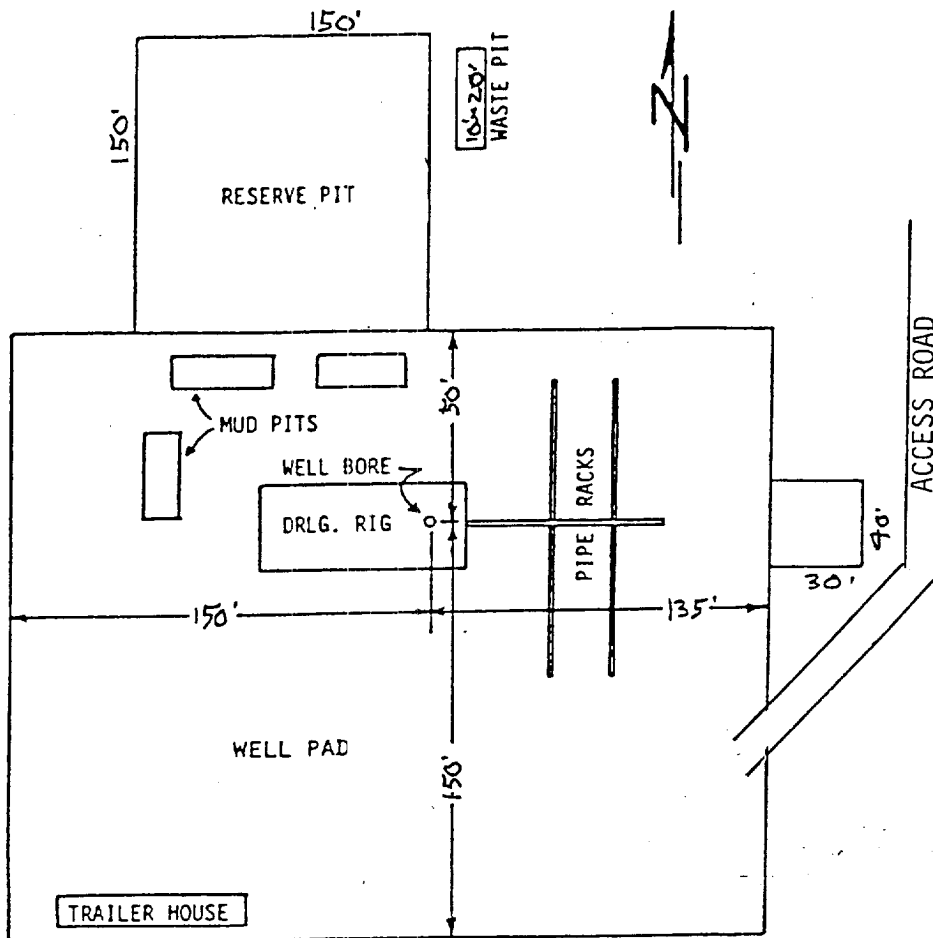 150'
150'
10'x20'
WASTE PIT
N
RESERVE PIT
ACCESS ROAD
50'
MUD PITS
WELL BORE
DRLG. RIG
PIPE RACKS
40'
30'
150'
135'
WELL PAD
150'
TRAILER HOUSE